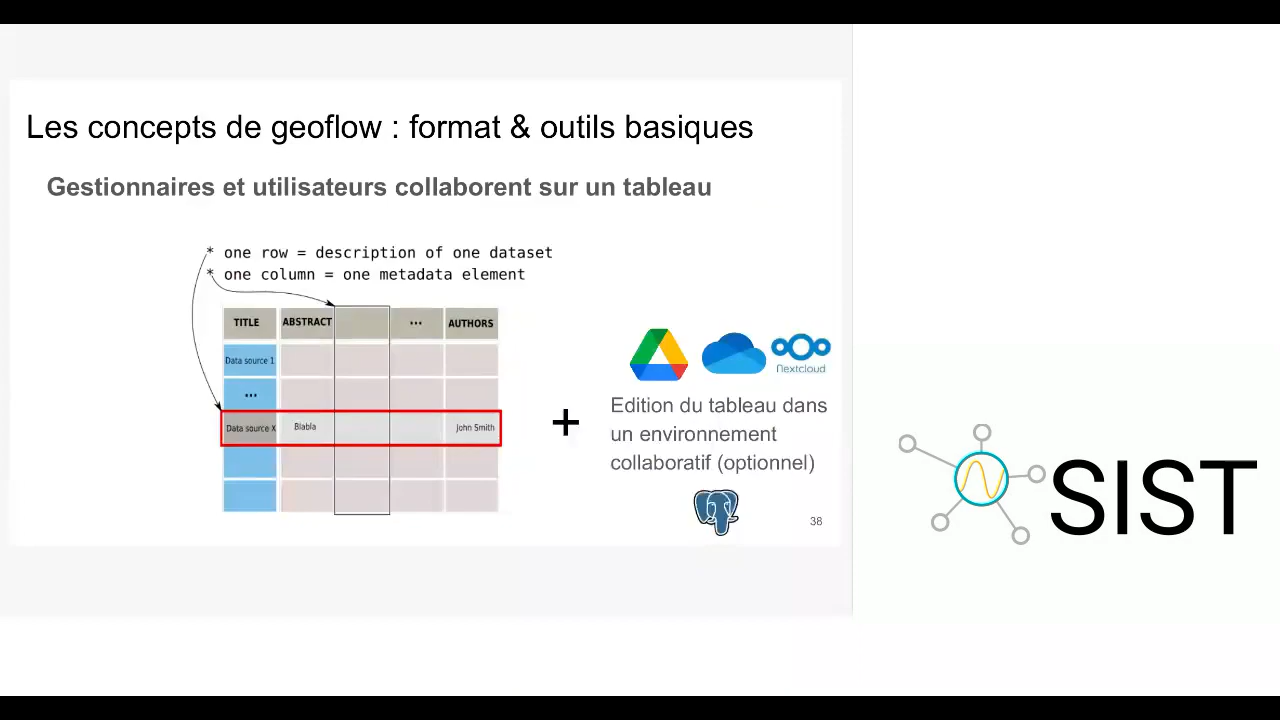 Les concepts de geoflow : format & outils basiques
Gestionnaires et utilisateurs collaborent sur un tableau
* one row = description of one dataset
* one column = one metadata element
TITLE ABSTRACT ... AUTHORS
Data source 1
...
Data source X Blabla John Smith
+
Nextcloud
Edition du tableau dans
un environnement
collaboratif (optionnel)
38
SIST